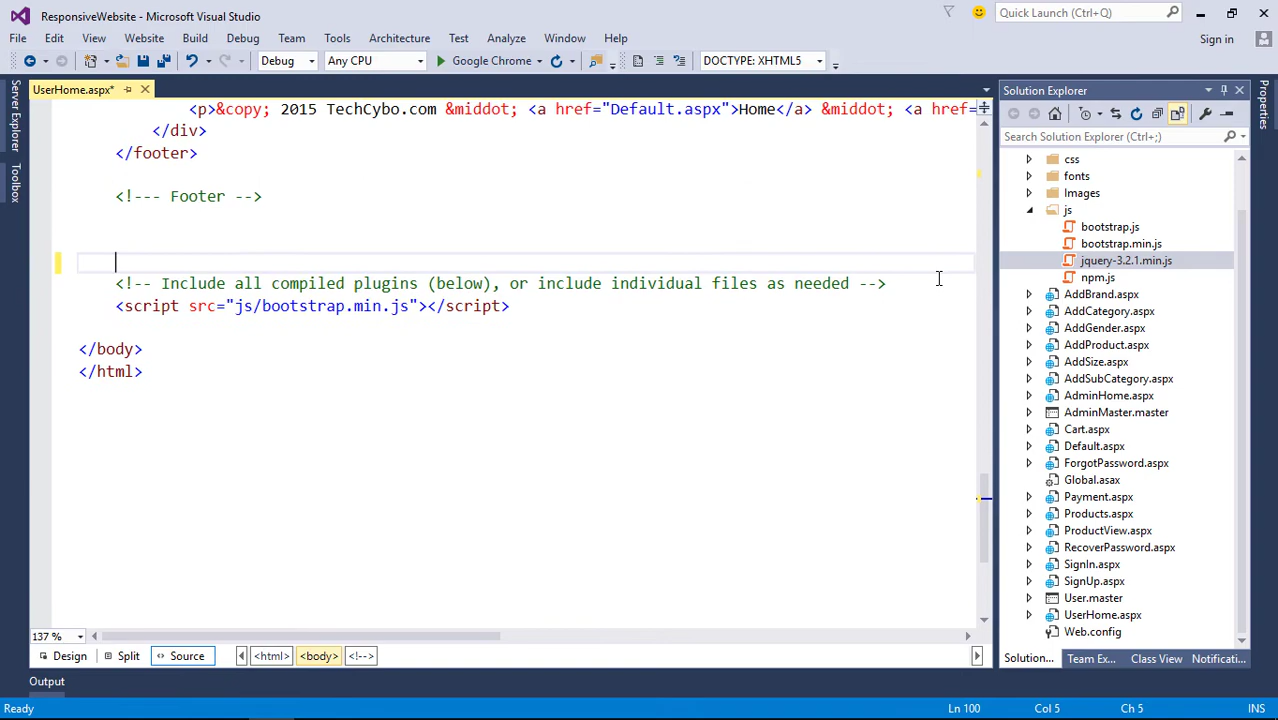 ResponsiveWebsite - Microsoft Visual Studio
Quick Launch (Ctrl+Q)
File Edit View Website Build Debug Team Tools Architecture Test Analyze Window Help
Sign in
Debug Any CPU Google Chrome DOCTYPE: XHTML5
Server Explorer
Toolbox
UserHome.aspx*
<p>&copy; 2015 TechCybo.com &middot; <a href="Default.aspx">Home</a> &middot; <a href=
</div>
</footer>
<!--- Footer -->
<!-- Include all compiled plugins (below), or include individual files as needed -->
<script src="js/bootstrap.min.js"></script>
</body>
</html>
137 %
Design Split Source <html> <body> <!-->
Output
Solution Explorer
Search Solution Explorer (Ctrl+;)
css
fonts
Images
js
bootstrap.js
bootstrap.min.js
jquery-3.2.1.min.js
npm.js
AddBrand.aspx
AddCategory.aspx
AddGender.aspx
AddProduct.aspx
AddSize.aspx
AddSubCategory.aspx
AdminHome.aspx
AdminMaster.master
Cart.aspx
Default.aspx
ForgotPassword.aspx
Global.asax
Payment.aspx
Products.aspx
ProductView.aspx
RecoverPassword.aspx
SignIn.aspx
SignUp.aspx
User.master
UserHome.aspx
Web.config
Solution... Team Ex... Class View Notificati...
Properties
Ready
Ln 100 Col 5 Ch 5 INS